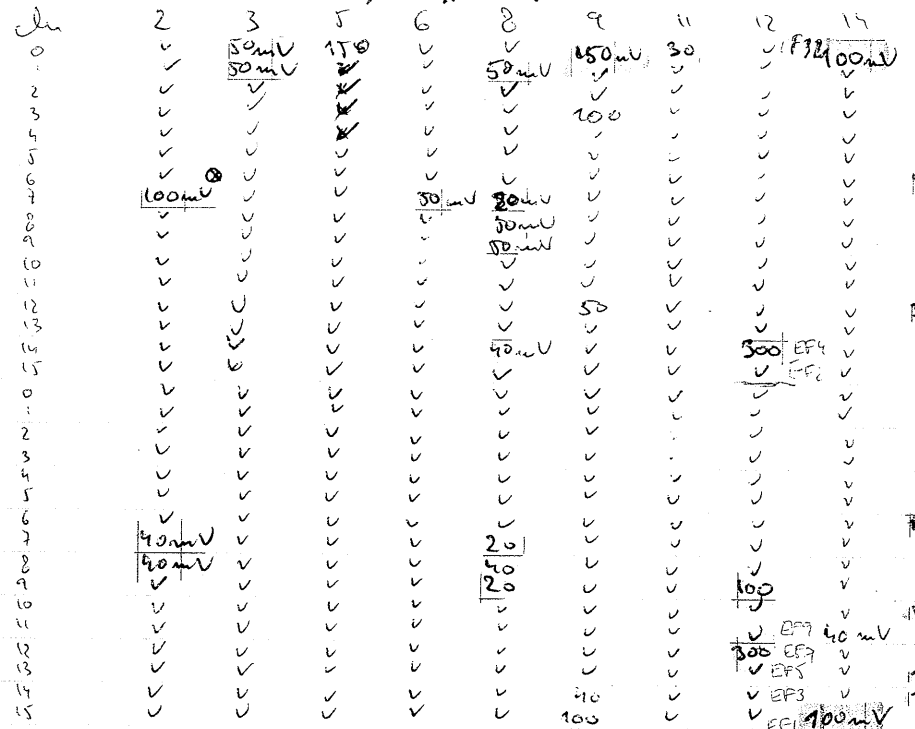 ch 2 3 5 6 8 9 11 12 14
0 ✓ 50mV 150 ✓ ✓ 150mV 30 ✓ F32 100mV
1 ✓ 50mV ✓ ✓ 50mV ✓ ✓ ✓ ✓
2 ✓ ✓ ✓ ✓ ✓ ✓ ✓ ✓ ✓
3 ✓ ✓ ✓ ✓ ✓ 100 ✓ ✓ ✓
4 ✓ ✓ ✓ ✓ ✓ ✓ ✓ ✓ ✓
5 ✓ ✓ ✓ ✓ ✓ ✓ ✓ ✓ ✓
6 ✓ ✓ ✓ ✓ ✓ ✓ ✓ ✓ ✓
7 100mV ⊗ ✓ ✓ 50mV mV ✓ ✓ ✓ ✓
8 ✓ ✓ ✓ ✓ 50mV ✓ ✓ ✓ ✓
9 ✓ ✓ ✓ ✓ 50mV ✓ ✓ ✓ ✓
10 ✓ ✓ ✓ ✓ ✓ ✓ ✓ ✓ ✓
11 ✓ ✓ ✓ ✓ ✓ ✓ ✓ ✓ ✓
12 ✓ ✓ ✓ ✓ ✓ 50 ✓ ✓ ✓
13 ✓ ✓ ✓ ✓ ✓ ✓ ✓ ✓ ✓
14 ✓ ✓ ✓ ✓ 40mV ✓ ✓ 300 EF4 ✓
15 ✓ ✓ ✓ ✓ ✓ ✓ ✓ ✓ EF2 ✓
0 ✓ ✓ ✓ ✓ ✓ ✓ ✓ ✓ ✓
1 ✓ ✓ ✓ ✓ ✓ ✓ ✓ ✓ ✓
2 ✓ ✓ ✓ ✓ ✓ ✓ ✓ ✓ ✓
3 ✓ ✓ ✓ ✓ ✓ ✓ ✓ ✓ ✓
4 ✓ ✓ ✓ ✓ ✓ ✓ ✓ ✓ ✓
5 ✓ ✓ ✓ ✓ ✓ ✓ ✓ ✓ ✓
6 ✓ ✓ ✓ ✓ ✓ ✓ ✓ ✓ ✓
7 40mV ✓ ✓ ✓ 20 ✓ ✓ ✓ ✓
8 40mV ✓ ✓ ✓ 40 ✓ ✓ ✓ ✓
9 ✓ ✓ ✓ ✓ 20 ✓ ✓ 100 ✓
10 ✓ ✓ ✓ ✓ ✓ ✓ ✓ ✓ ✓
11 ✓ ✓ ✓ ✓ ✓ ✓ ✓ ✓ EF9 40mV
12 ✓ ✓ ✓ ✓ ✓ ✓ ✓ 300 EF7 ✓
13 ✓ ✓ ✓ ✓ ✓ ✓ ✓ ✓ EF5 ✓
14 ✓ ✓ ✓ ✓ ✓ 40 ✓ ✓ EF3 ✓
15 ✓ ✓ ✓ ✓ ✓ 100 ✓ ✓ EF1 100mV